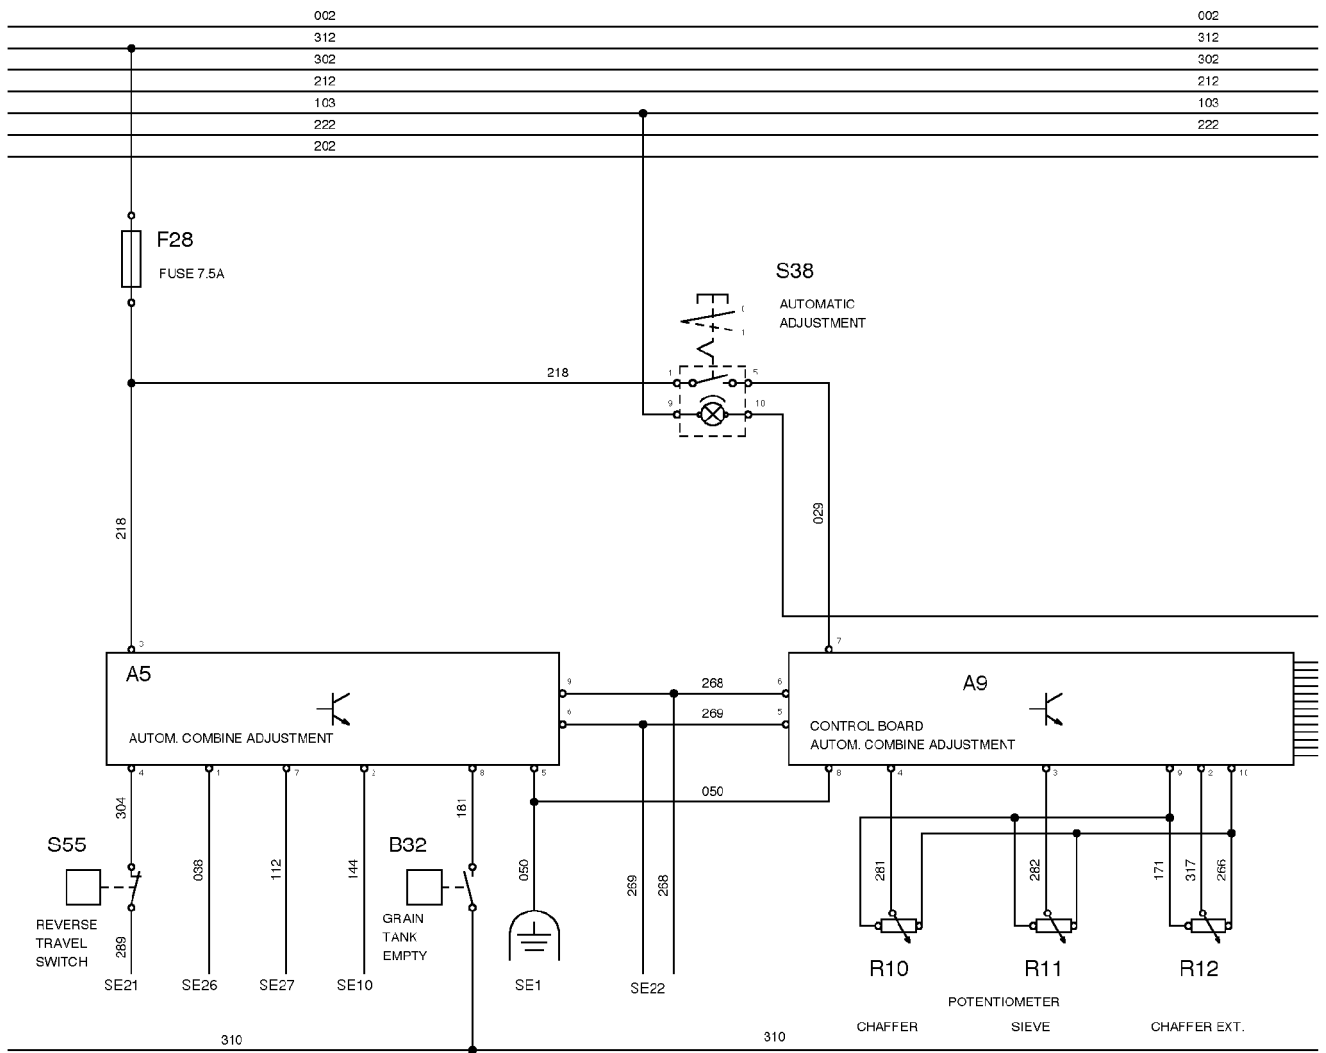 002 002
312 312
302 302
212 212
103 103
222 222
202
F28
FUSE 7.5A
S38
AUTOMATIC
ADJUSTMENT
0
1
1 5
218
9 10
218
029
3 7
A5
AUTOM. COMBINE ADJUSTMENT
9 268 6
6 269 5
A9
CONTROL BOARD
AUTOM. COMBINE ADJUSTMENT
4 1 7 2 8 5 8 4 3 9 2 10
050
304
181
S55
038
112
144
B32
050
269
268
281
282
171
317
266
REVERSE
TRAVEL
SWITCH
289
GRAIN
TANK
EMPTY
SE21 SE26 SE27 SE10 SE1 SE22
R10 R11 R12
POTENTIOMETER
CHAFFER SIEVE CHAFFER EXT.
310 310